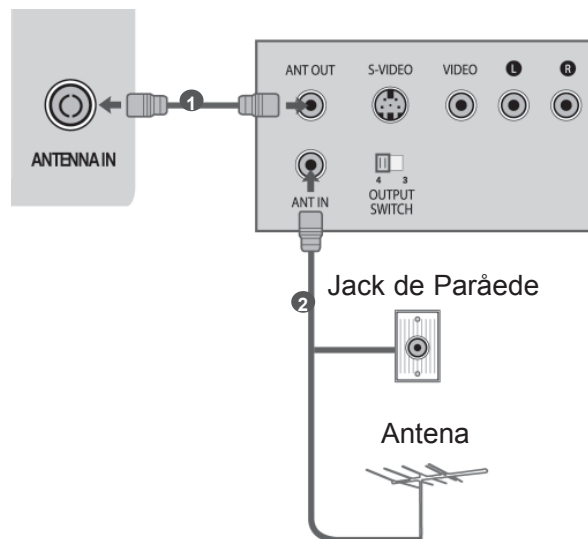 ANT OUT S-VIDEO VIDEO L R
1
ANTENNA IN
4 3
ANT IN OUTPUT
SWITCH
2
Jack de Paråede
Antena